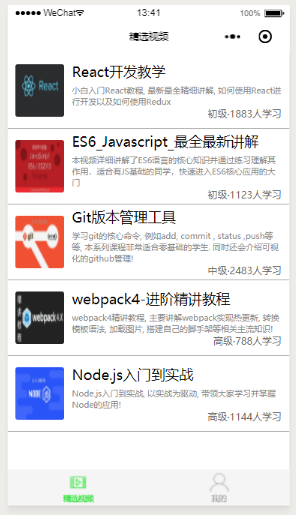 WeChat 13:41 100%
精选视频
React开发教学
小白入门React教程, 最新最全精细讲解, 如何使用React进
行开发以及如何使用Redux
初级·1883人学习
React
ES6_Javascript_最全最新讲解
本视频详细讲解了ES6语言的核心知识并通过练习理解其
作用、适合有JS基础的同学，快速进入ES6核心应用的大
门
初级·1123人学习
Git版本管理工具
学习git的核心命令, 例如add, commit , status ,push等
等, 本系列课程非常适合零基础的学生. 同时还会介绍可视
化的github管理!
中级·2483人学习
git
webpack4-进阶精讲教程
webpack4精讲教程, 主要讲解webpack实现热更新, 转换
模板语法, 加载图片, 搭建自己的脚手架等相关主流知识!
高级·788人学习
webpack4.X
Node.js入门到实战
Node.js入门到实战, 以实战为驱动, 带领大家学习并掌握
Node的应用!
高级·1144人学习
NODE.JS
精选视频
我的